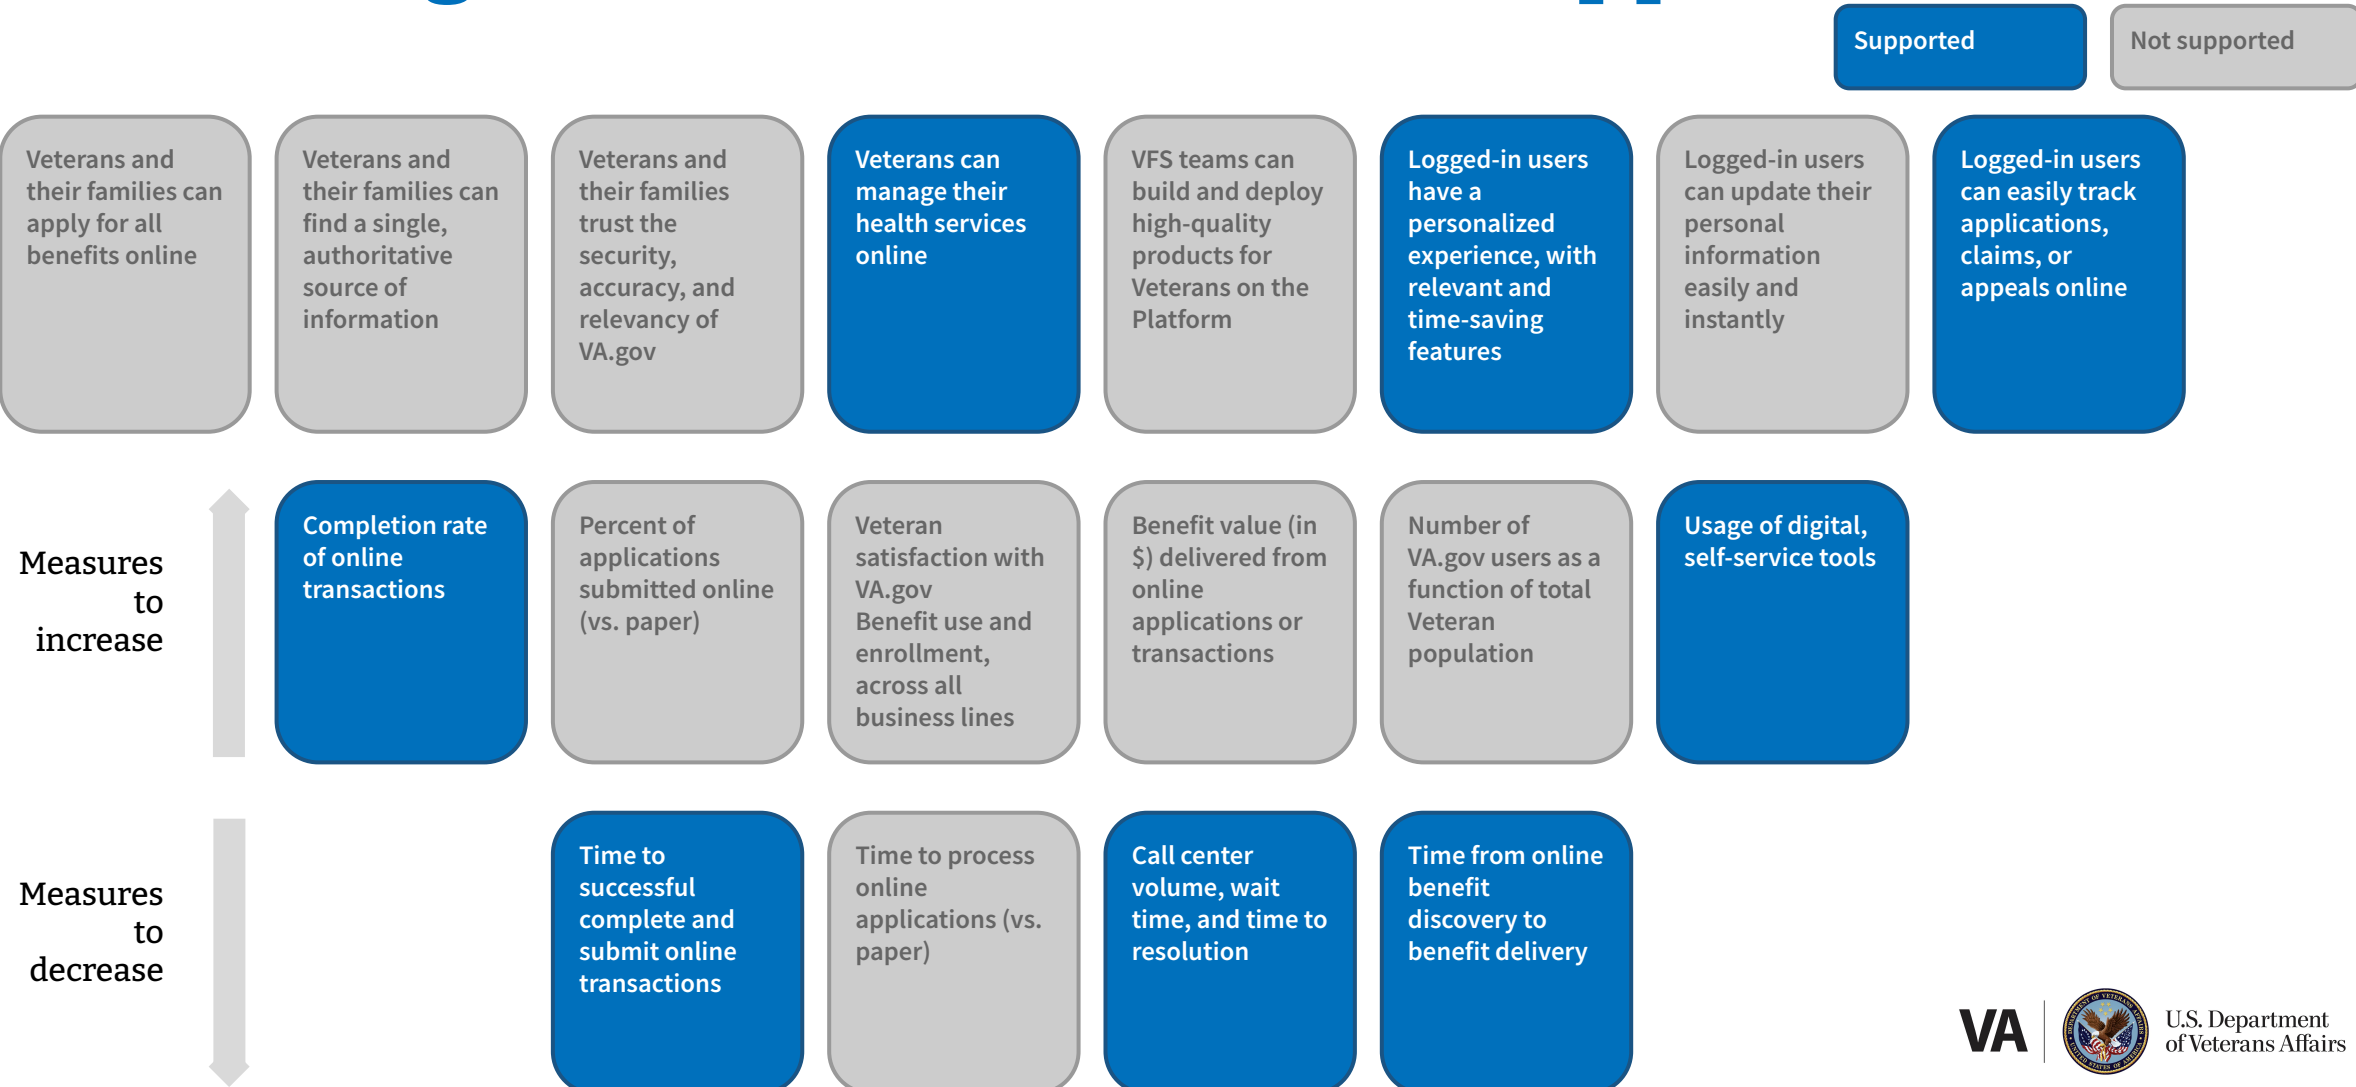 Supported
Not supported
Veterans and
their families can
apply for all
benefits online
Veterans and
their families can
find a single,
authoritative
source of
information
Veterans and
their families
trust the
security,
accuracy, and
relevancy of
VA.gov
Veterans can
manage their
health services
online
VFS teams can
build and deploy
high-quality
products for
Veterans on the
Platform
Logged-in users
have a
personalized
experience, with
relevant and
time-saving
features
Logged-in users
can update their
personal
information
easily and
instantly
Logged-in users
can easily track
applications,
claims, or
appeals online
Measures
to
increase
Completion rate
of online
transactions
Percent of
applications
submitted online
(vs. paper)
Veteran
satisfaction with
VA.gov
Benefit use and
enrollment,
across all
business lines
Benefit value (in
$) delivered from
online
applications or
transactions
Number of
VA.gov users as a
function of total
Veteran
population
Usage of digital,
self-service tools
Measures
to
decrease
Time to
successful
complete and
submit online
transactions
Time to process
online
applications (vs.
paper)
Call center
volume, wait
time, and time to
resolution
Time from online
benefit
discovery to
benefit delivery
VA
U.S. Department
of Veterans Affairs